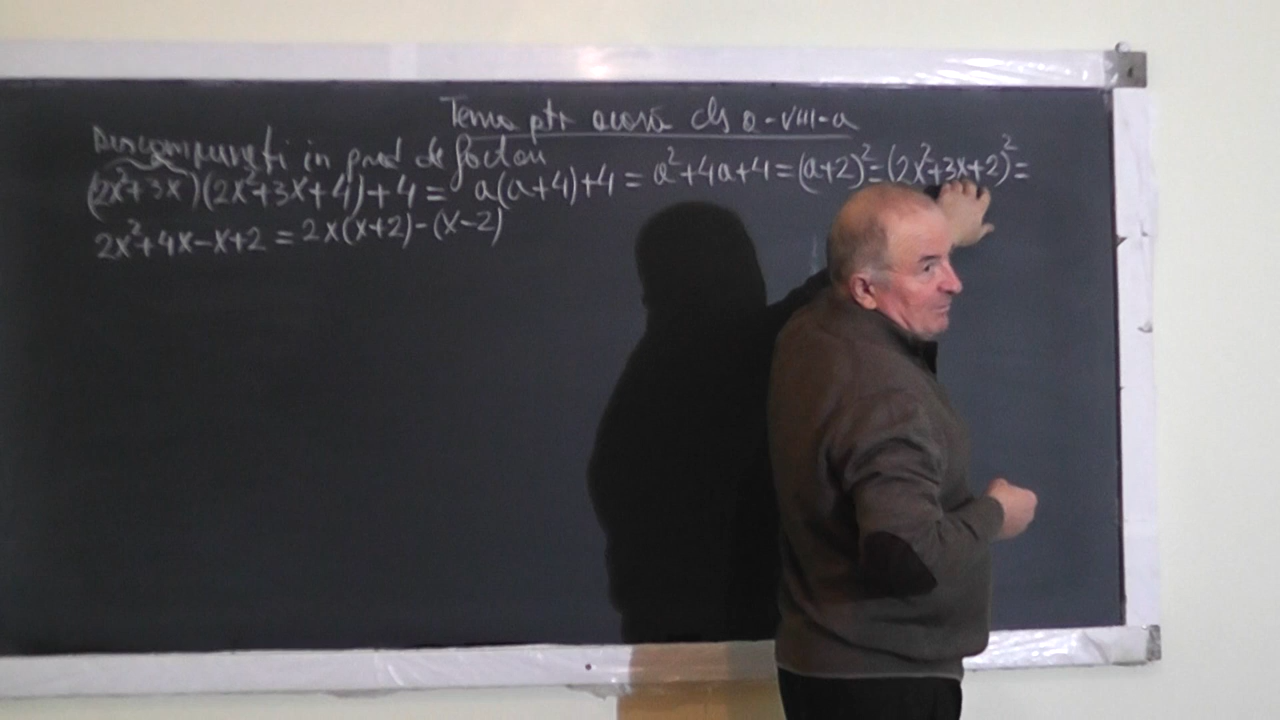 Tema ptr acasă cls a-VIII-a
Descompuneți în prod de factori
(2x²+3x)(2x²+3x+4)+4= a(a+4)+4= a²+4a+4=(a+2)²=(2x²+3x+2)²=
2x²+4x-x+2=2x(x+2)-(x-2)